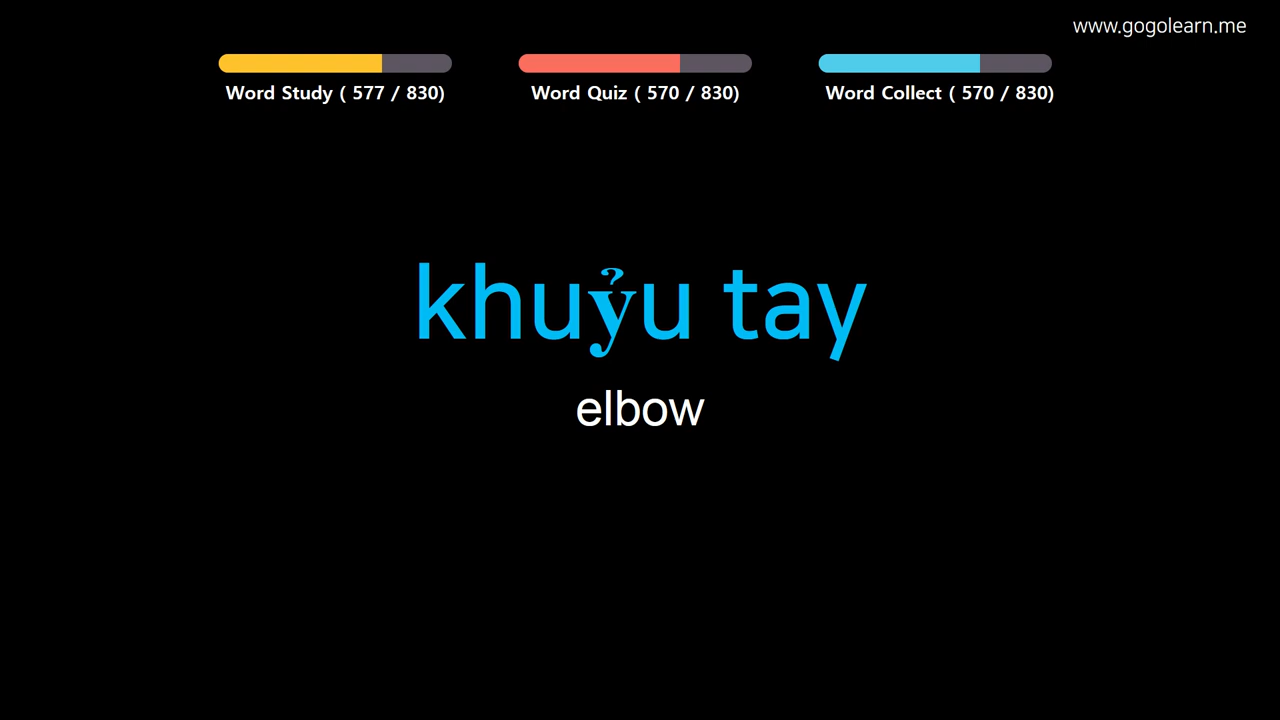 www.gogolearn.me
Word Study ( 577 / 830)
Word Quiz ( 570 / 830)
Word Collect ( 570 / 830)
khuỷu tay
elbow